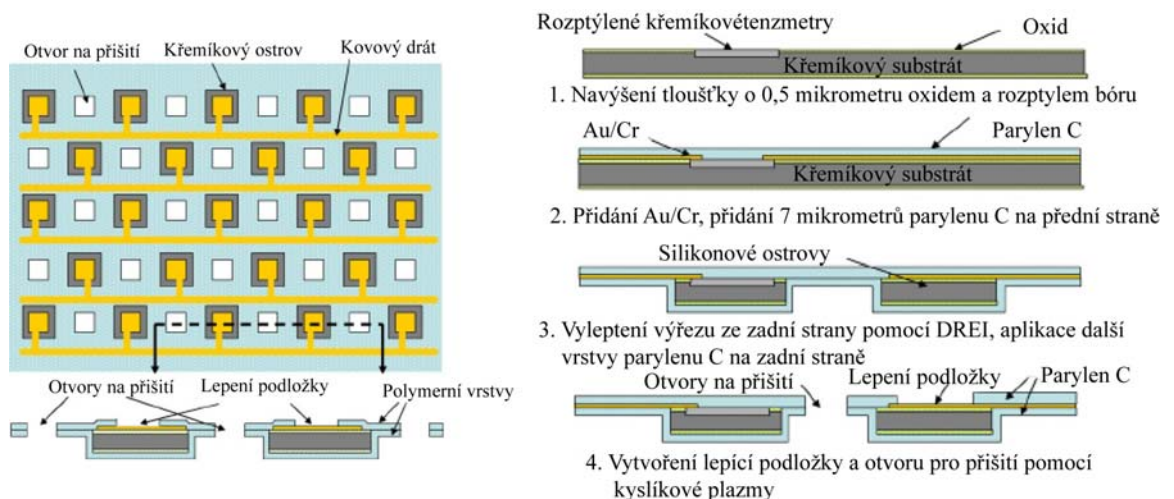 Otvor na přišití
Křemíkový ostrov
Kovový drát
Otvory na přišití
Lepení podložky
Polymerní vrstvy
Rozptýlené křemíkovétenzmetry
Oxid
Křemíkový substrát
1. Navýšení tloušťky o 0,5 mikrometru oxidem a rozptylem bóru
Au/Cr
Parylen C
Křemíkový substrát
2. Přidání Au/Cr, přidání 7 mikrometrů parylenu C na přední straně
Silikonové ostrovy
3. Vyleptení výřezu ze zadní strany pomocí DREI, aplikace další
vrstvy parylenu C na zadní straně
Otvory na přišití
Lepení podložky
Parylen C
4. Vytvoření lepící podložky a otvoru pro přišití pomocí
kyslíkové plazmy